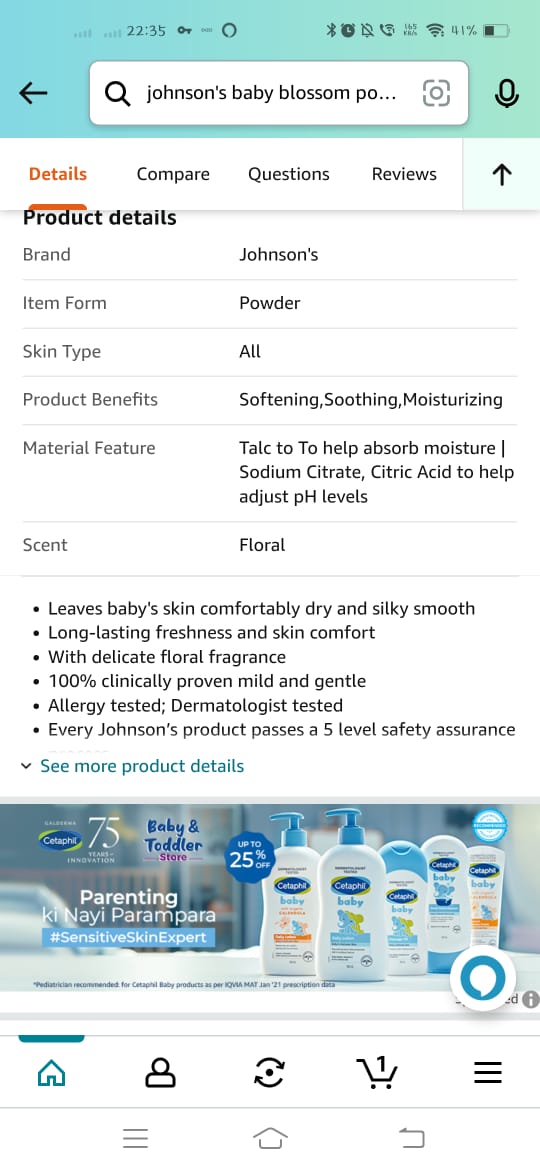 22:35
165
KB/s
41%
johnson's baby blossom po...
Details
Compare
Questions
Reviews
Product details
Brand
Johnson's
Item Form
Powder
Skin Type
All
Product Benefits
Softening,Soothing,Moisturizing
Material Feature
Talc to To help absorb moisture |
Sodium Citrate, Citric Acid to help
adjust pH levels
Scent
Floral
• Leaves baby's skin comfortably dry and silky smooth
• Long-lasting freshness and skin comfort
• With delicate floral fragrance
• 100% clinically proven mild and gentle
• Allergy tested; Dermatologist tested
• Every Johnson’s product passes a 5 level safety assurance
See more product details
GALDERMA
Cetaphil
75
YEARS
INNOVATION
Baby &
Toddler
Store
UP TO
25% OFF
Parenting
ki Nayi Parampara
#SensitiveSkinExpert
Cetaphil
baby
Cetaphil
baby
Cetaphil
baby
Cetaphil
baby
Cetaphil
baby
RECOMMENDED
*Pediatrician recommended: for Cetaphil Baby products as per IQVIA MAT Jan '21 prescription data
1